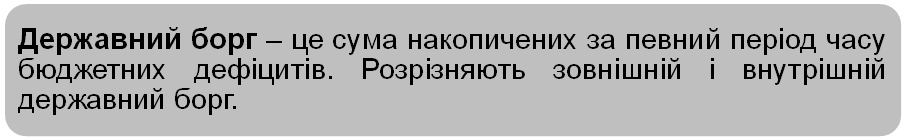 Державний борг – це сума накопичених за певний період часу
бюджетних дефіцитів. Розрізняють зовнішній і внутрішній
державний борг.